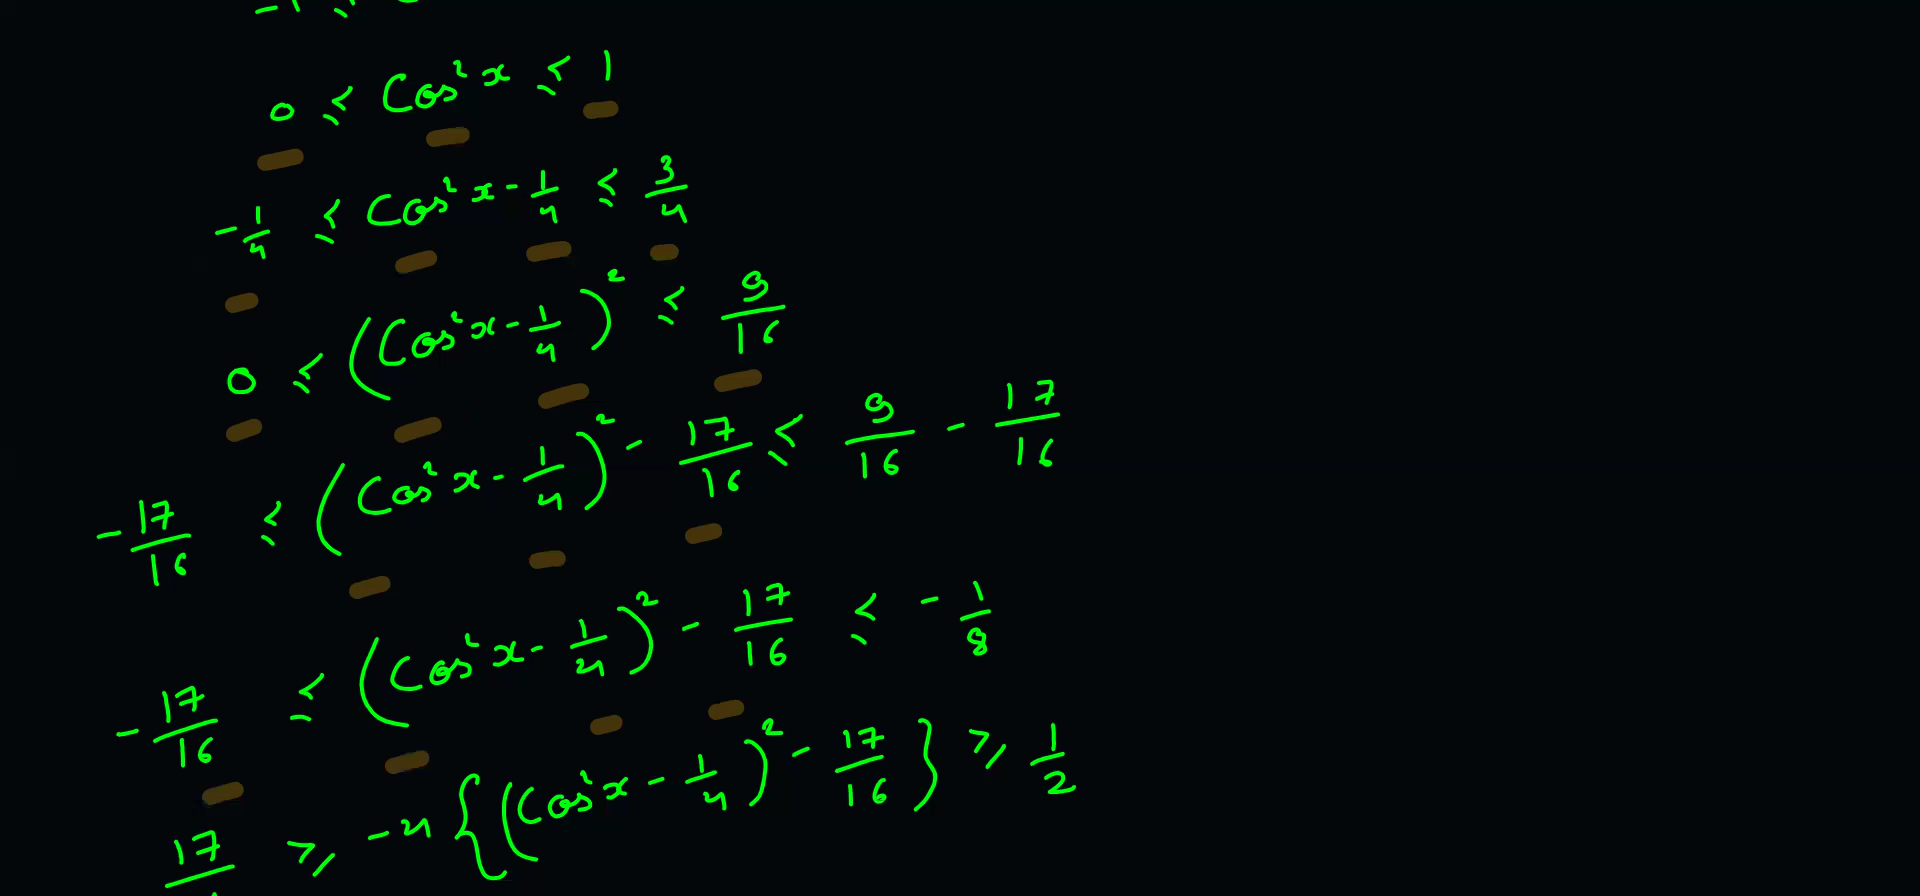 0 ≤ Cos²x ≤ 1
-1/4 ≤ Cos²x - 1/4 ≤ 3/4
0 ≤ (Cos²x - 1/4)² ≤ 9/16
-17/16 ≤ (Cos²x - 1/4)² - 17/16 ≤ 9/16 - 17/16
-17/16 ≤ (Cos²x - 1/4)² - 17/16 ≤ -1/8
17 ≥ -4{(Cos²x - 1/4)² - 17/16} ≥ 1/2